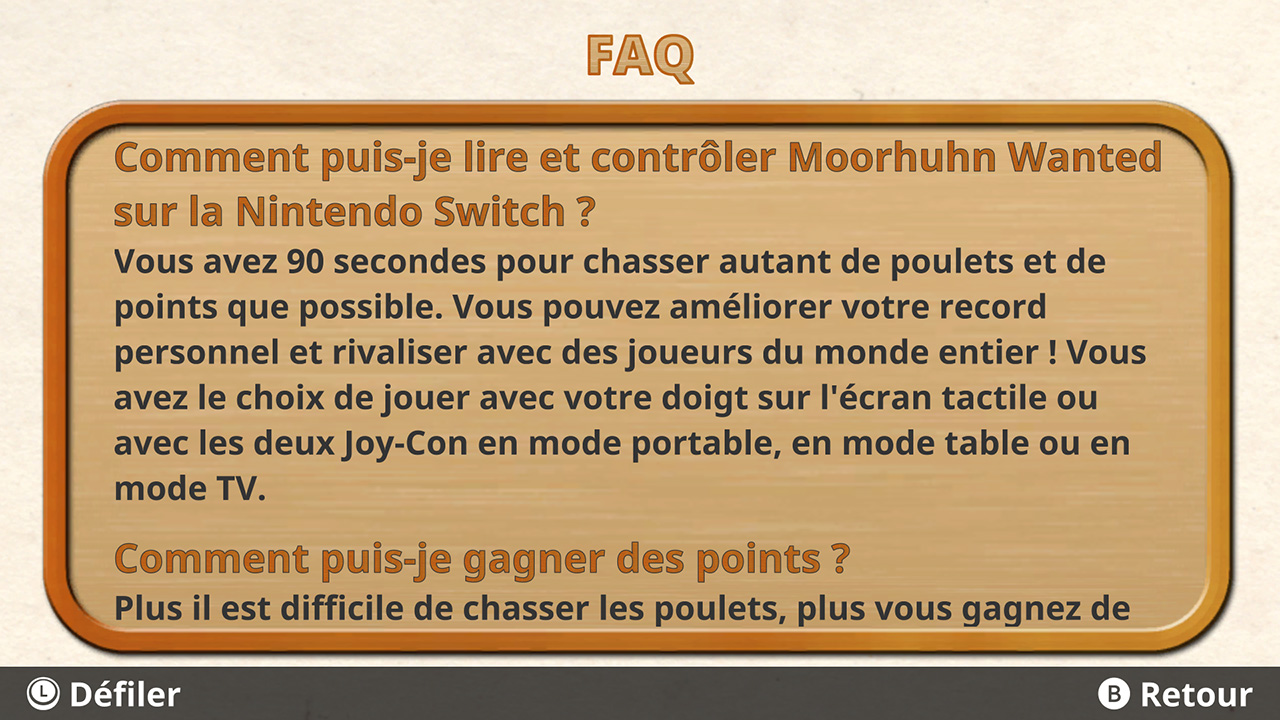 FAQ
Comment puis-je lire et contrôler Moorhuhn Wanted
sur la Nintendo Switch ?
Vous avez 90 secondes pour chasser autant de poulets et de
points que possible. Vous pouvez améliorer votre record
personnel et rivaliser avec des joueurs du monde entier ! Vous
avez le choix de jouer avec votre doigt sur l'écran tactile ou
avec les deux Joy-Con en mode portable, en mode table ou en
mode TV.
Comment puis-je gagner des points ?
Plus il est difficile de chasser les poulets, plus vous gagnez de
L Défiler
B Retour